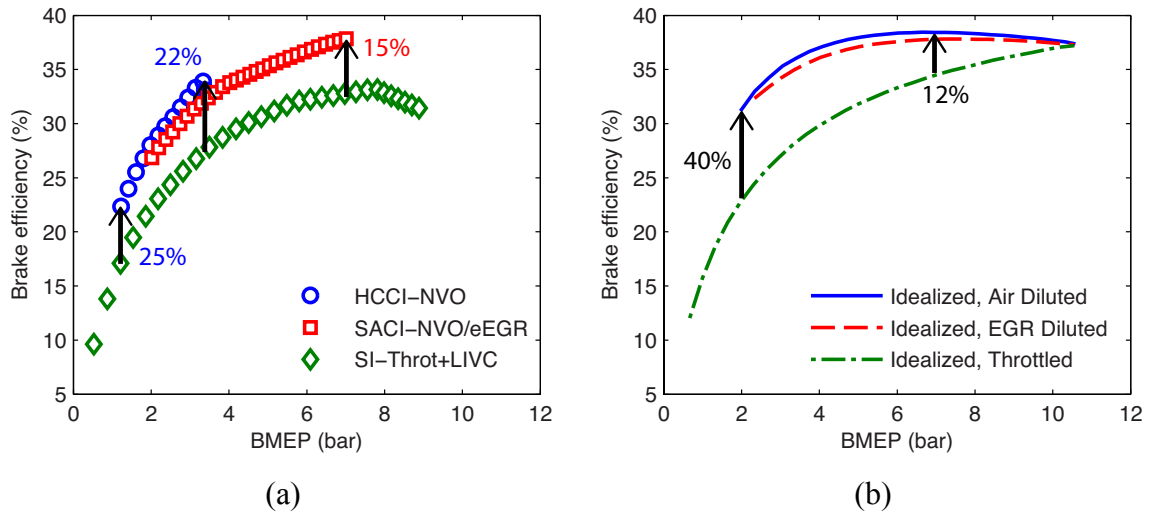 40
35
30
25
20
15
10
5
Brake efficiency (%)
22%
15%
25%
HCCI−NVO
SACI−NVO/eEGR
SI−Throt+LIVC
0 2 4 6 8 10 12
BMEP (bar)
(a)
40
35
30
25
20
15
10
5
Brake efficiency (%)
40%
12%
Idealized, Air Diluted
Idealized, EGR Diluted
Idealized, Throttled
0 2 4 6 8 10 12
BMEP (bar)
(b)